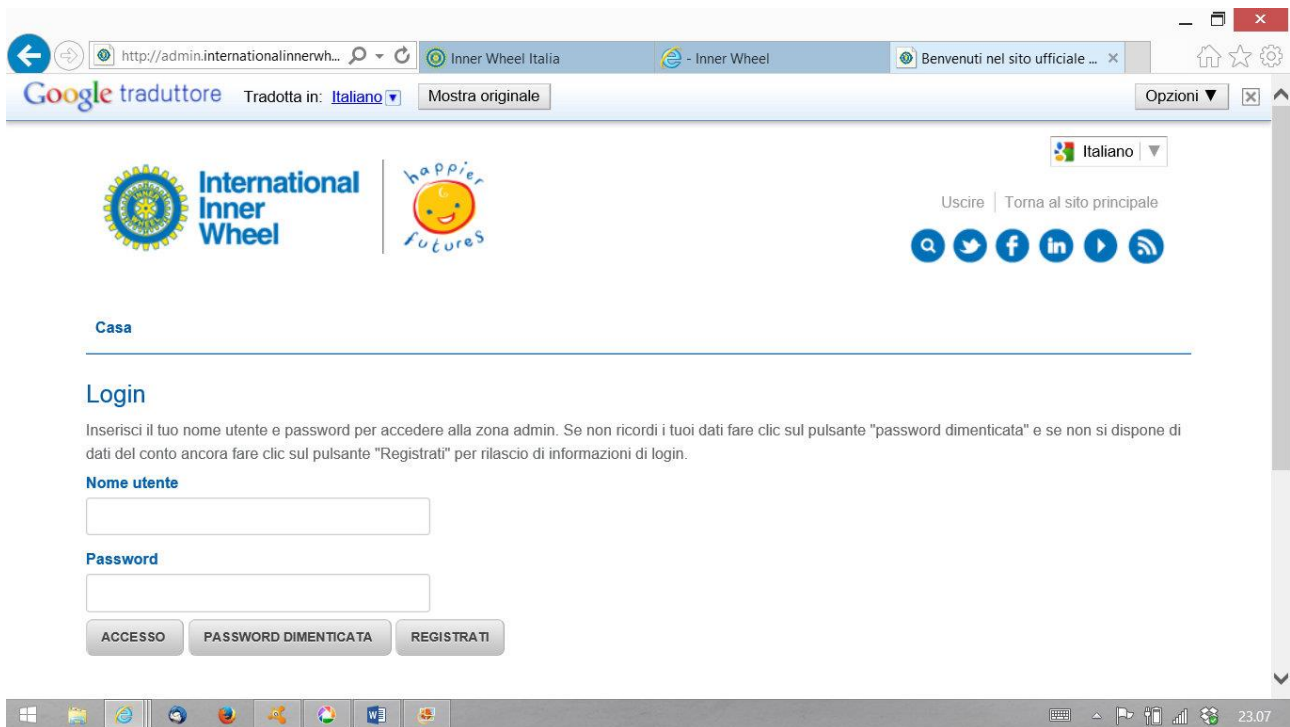 http://admin.internationalinnerwh...
Inner Wheel Italia
- Inner Wheel
Benvenuti nel sito ufficiale ...
Google traduttore
Tradotta in: Italiano
Mostra originale
Opzioni ▼
Italiano
International
Inner
Wheel
happier
futures
Uscire
Torna al sito principale
Casa
Login
Inserisci il tuo nome utente e password per accedere alla zona admin. Se non ricordi i tuoi dati fare clic sul pulsante "password dimenticata" e se non si dispone di
dati del conto ancora fare clic sul pulsante "Registrati" per rilascio di informazioni di login.
Nome utente
Password
ACCESSO
PASSWORD DIMENTICATA
REGISTRATI
23.07